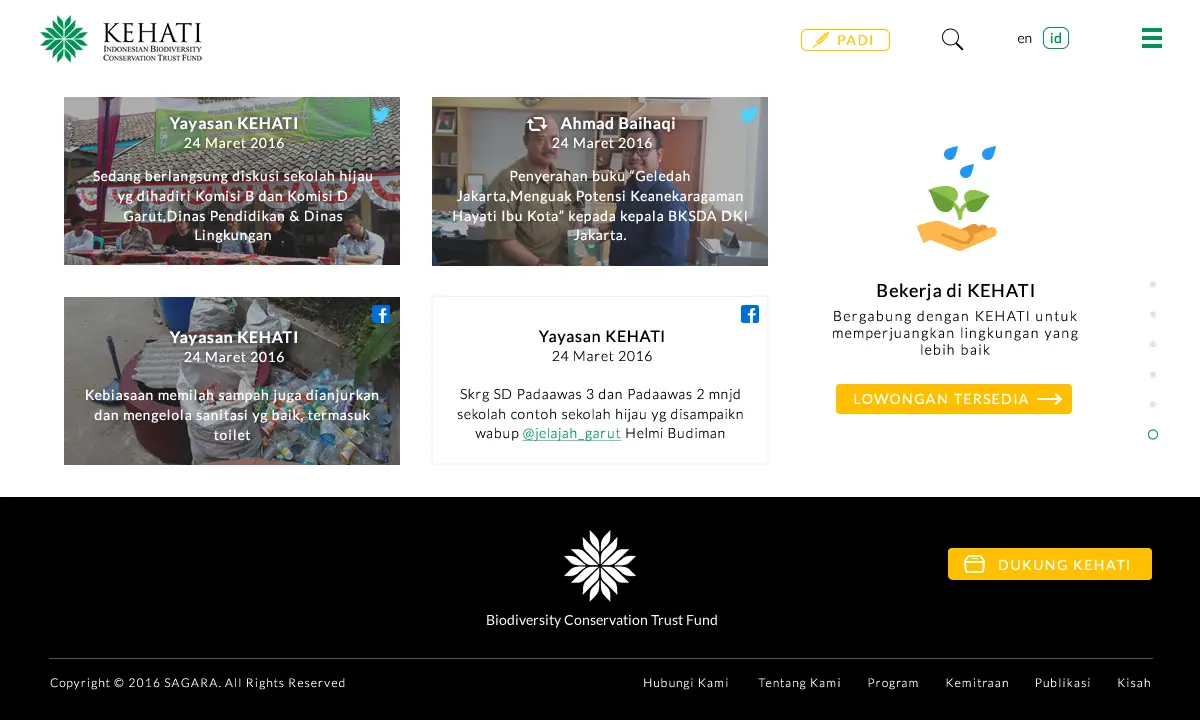 KEHATI
INDONESIAN BIODIVERSITY
CONSERVATION TRUST FUND
PADI
en
id
Yayasan KEHATI
24 Maret 2016
Sedang berlangsung diskusi sekolah hijau
yg dihadiri Komisi B dan Komisi D
Garut,Dinas Pendidikan & Dinas
Lingkungan
Ahmad Baihaqi
24 Maret 2016
Penyerahan buku “Geledah
Jakarta,Menguak Potensi Keanekaragaman
Hayati Ibu Kota” kepada kepala BKSDA DKI
Jakarta.
Bekerja di KEHATI
Bergabung dengan KEHATI untuk
memperjuangkan lingkungan yang
lebih baik
LOWONGAN TERSEDIA
Yayasan KEHATI
24 Maret 2016
Kebiasaan memilah sampah juga dianjurkan
dan mengelola sanitasi yg baik, termasuk
toilet
Yayasan KEHATI
24 Maret 2016
Skrg SD Padaawas 3 dan Padaawas 2 mnjd
sekolah contoh sekolah hijau yg disampaikn
wabup @jelajah_garut Helmi Budiman
Biodiversity Conservation Trust Fund
DUKUNG KEHATI
Copyright © 2016 SAGARA. All Rights Reserved
Hubungi Kami
Tentang Kami
Program
Kemitraan
Publikasi
Kisah